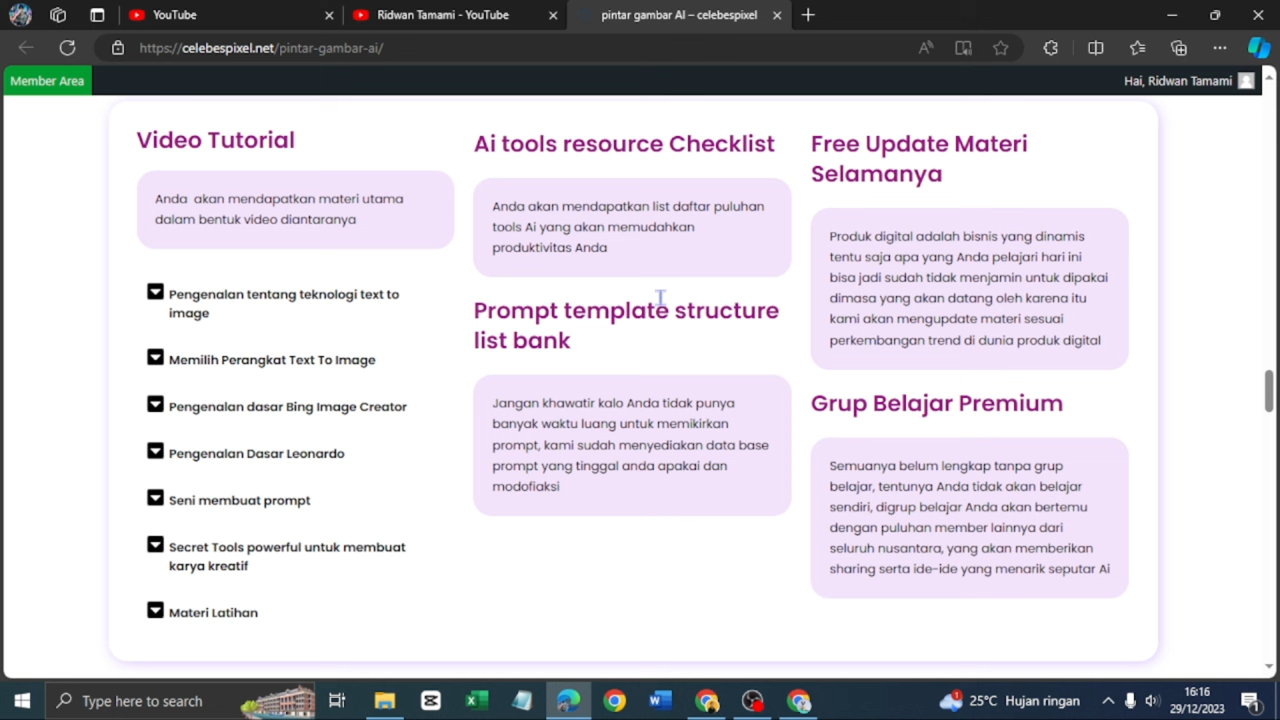 YouTube
Ridwan Tamami - YouTube
pintar gambar AI – celebespixel
https://celebespixel.net/pintar-gambar-ai/
Member Area
Hai, Ridwan Tamami
Video Tutorial
Anda akan mendapatkan materi utama
dalam bentuk video diantaranya
Pengenalan tentang teknologi text to
image
Memilih Perangkat Text To Image
Pengenalan dasar Bing Image Creator
Pengenalan Dasar Leonardo
Seni membuat prompt
Secret Tools powerful untuk membuat
karya kreatif
Materi Latihan
Ai tools resource Checklist
Anda akan mendapatkan list daftar puluhan
tools Ai yang akan memudahkan
produktivitas Anda
Prompt template structure
list bank
Jangan khawatir kalo Anda tidak punya
banyak waktu luang untuk memikirkan
prompt, kami sudah menyediakan data base
prompt yang tinggal anda apakai dan
modofiaksi
Free Update Materi
Selamanya
Produk digital adalah bisnis yang dinamis
tentu saja apa yang Anda pelajari hari ini
bisa jadi sudah tidak menjamin untuk dipakai
dimasa yang akan datang oleh karena itu
kami akan mengupdate materi sesuai
perkembangan trend di dunia produk digital
Grup Belajar Premium
Semuanya belum lengkap tanpa grup
belajar, tentunya Anda tidak akan belajar
sendiri, digrup belajar Anda akan bertemu
dengan puluhan member lainnya dari
seluruh nusantara, yang akan memberikan
sharing serta ide-ide yang menarik seputar Ai
Type here to search
1
25°C Hujan ringan
16:16
29/12/2023
1